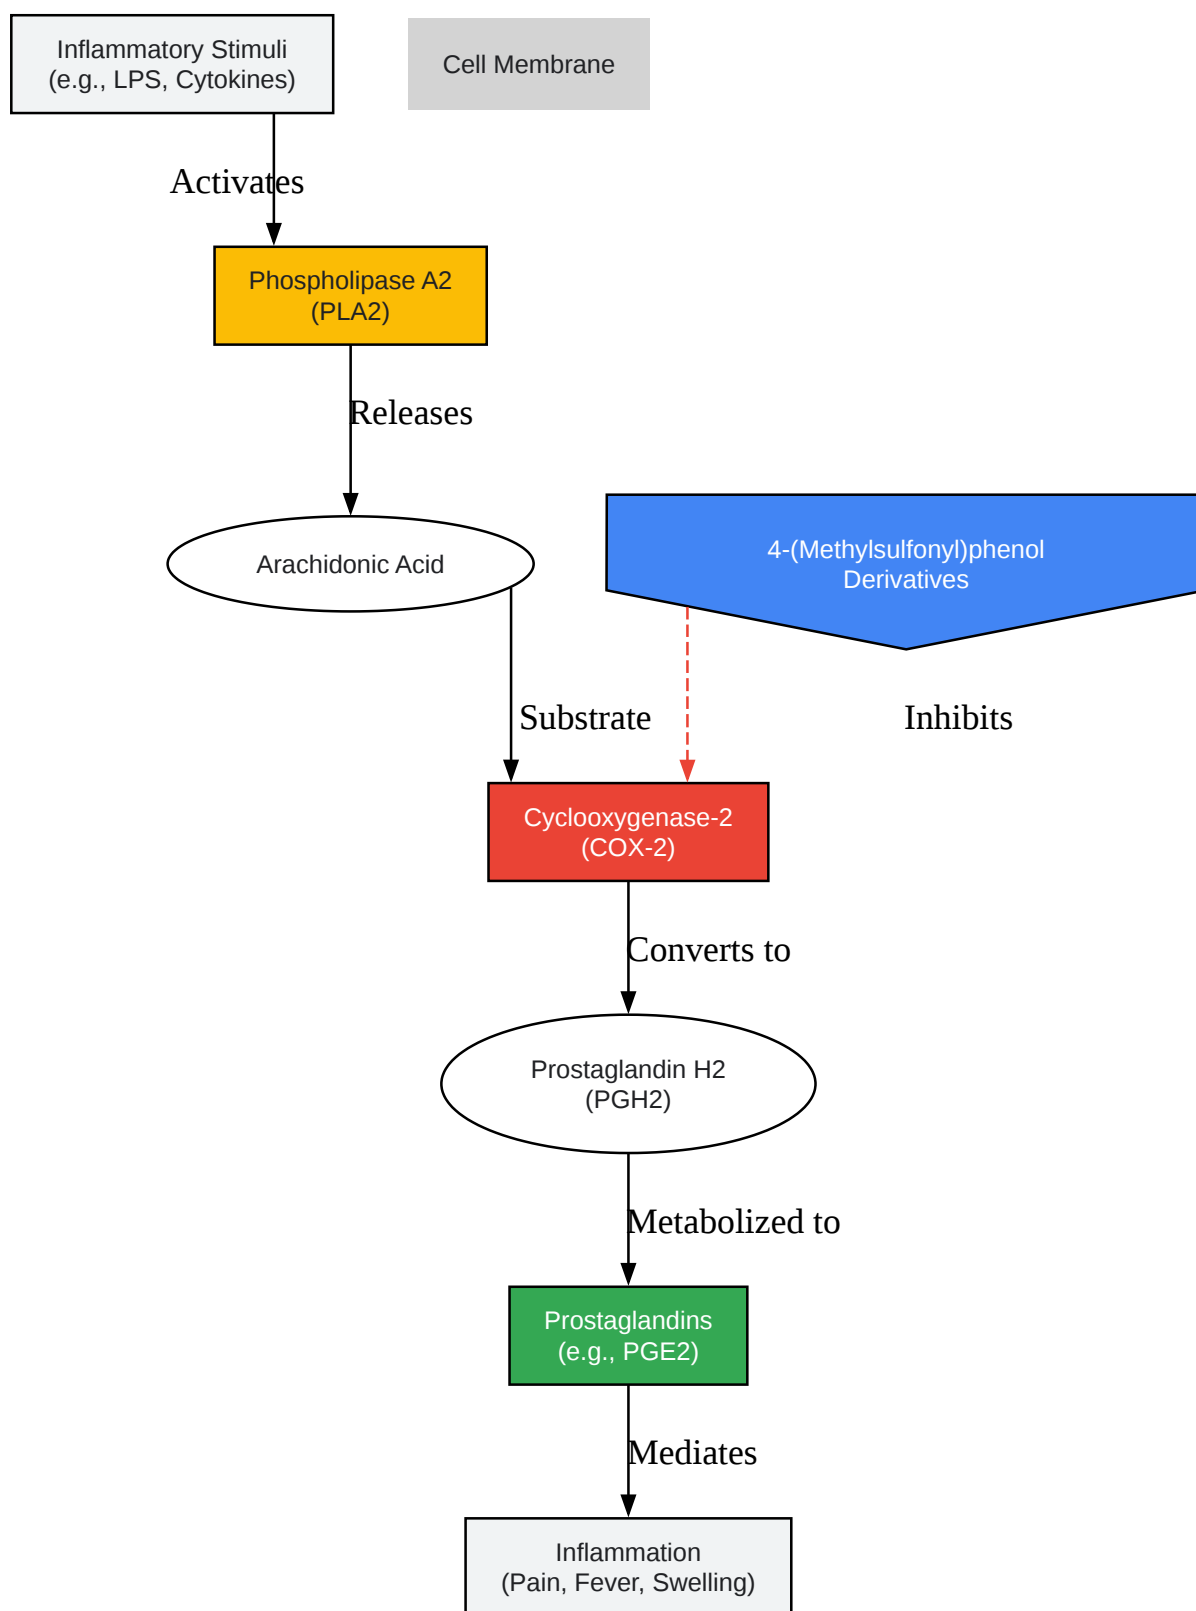 Inflammatory Stimuli
(e.g., LPS, Cytokines)
Cell Membrane
Activates
Phospholipase A2
(PLA2)
Releases
Arachidonic Acid
4-(Methylsulfonyl)phenol
Derivatives
Substrate
Inhibits
Cyclooxygenase-2
(COX-2)
Converts to
Prostaglandin H2
(PGH2)
Metabolized to
Prostaglandins
(e.g., PGE2)
Mediates
Inflammation
(Pain, Fever, Swelling)